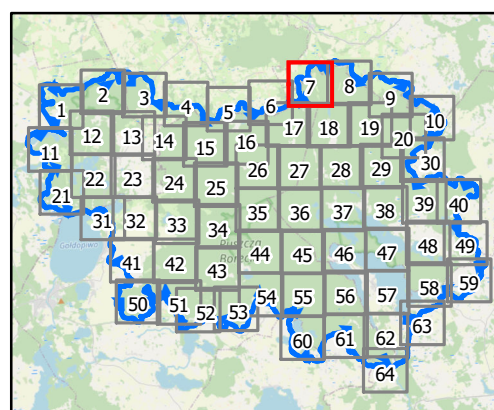 1 2 3 4 5 6 7 8 9 10
11 12 13 14 15 16 17 18 19 20
21 22 23 24 25 26 27 28 29 30
31 32 33 34 35 36 37 38 39 40
41 42 43 44 45 46 47 48 49
50 51 52 53 54 55 56 57 58 59
60 61 62 63
64
Gołdopiwo
Puszcza
Borecka